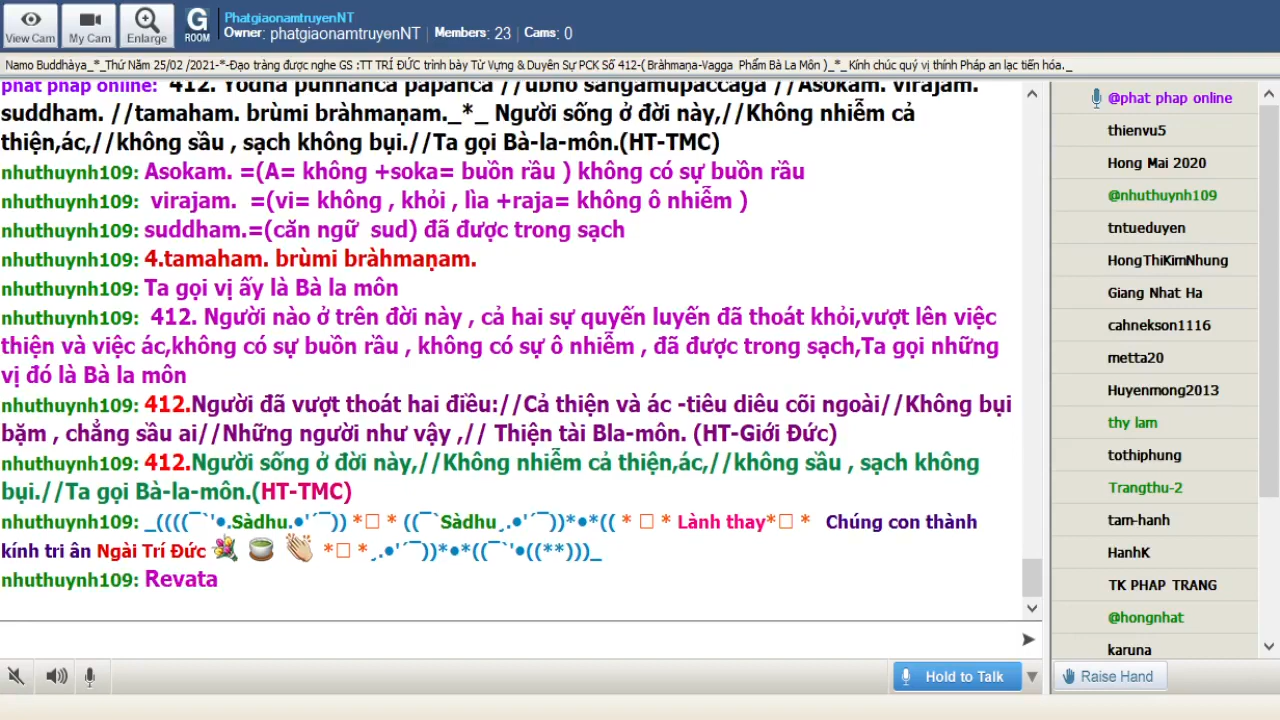 View Cam
My Cam
Enlarge
G
ROOM
PhatgiaonamtruyenNT
Owner: phatgiaonamtruyenNT | Members: 23 | Cams: 0
Namo Buddhàya_*_Thứ Năm 25/02 /2021-*-Đạo tràng được nghe GS :TT TRÍ ĐỨC trình bày Từ Vựng & Duyên Sự PCK Số 412-( Bràhmaṇa-Vagga Phẩm Bà La Môn )_*_Kính chúc quý vị thính Pháp an lạc tiến hóa._
phat phap online: 412. Yodha puññañca pāpañca //ubho saṅgamupaccagā //Asokam. virajam.
suddham. //tamaham. brùmi bràhmaṇam._*_ Người sống ở đời này,//Không nhiễm cả
thiện,ác,//không sầu , sạch không bụi.//Ta gọi Bà-la-môn.(HT-TMC)
nhuthuynh109: Asokam. =(A= không +soka= buồn rầu ) không có sự buồn rầu
nhuthuynh109: virajam. =(vi= không , khỏi , lìa +raja= không ô nhiễm )
nhuthuynh109: suddham.=(căn ngữ sud) đã được trong sạch
nhuthuynh109: 4.tamaham. brùmi bràhmaṇam.
nhuthuynh109: Ta gọi vị ấy là Bà la môn
nhuthuynh109: 412. Người nào ở trên đời này , cả hai sự quyến luyến đã thoát khỏi,vượt lên việc
thiện và việc ác,không có sự buồn rầu , không có sự ô nhiễm , đã được trong sạch,Ta gọi những
vị đó là Bà la môn
nhuthuynh109: 412.Người đã vượt thoát hai điều://Cả thiện và ác -tiêu diêu cõi ngoài//Không bụi
bặm , chẳng sầu ai//Những người như vậy ,// Thiện tài Bla-môn. (HT-Giới Đức)
nhuthuynh109: 412.Người sống ở đời này,//Không nhiễm cả thiện,ác,//không sầu , sạch không
bụi.//Ta gọi Bà-la-môn.(HT-TMC)
nhuthuynh109: _((((¯`'•.Sàdhu.•'´¯)) *□ * ((¯`Sàdhu¸.•'´¯))*•*(( * □ * Lành thay*□ * Chúng con thành
kính tri ân Ngài Trí Đức 💐 🍵 👏 *□ *¸.•'´¯))*•*((¯`'•((**)))_
nhuthuynh109: Revata
Hold to Talk
@phat phap online
thienvu5
Hong Mai 2020
@nhuthuynh109
tntueduyen
HongThiKimNhung
Giang Nhat Ha
cahnekson1116
metta20
Huyenmong2013
thy lam
tothiphung
Trangthu-2
tam-hanh
HanhK
TK PHAP TRANG
@hongnhat
karuna
Raise Hand